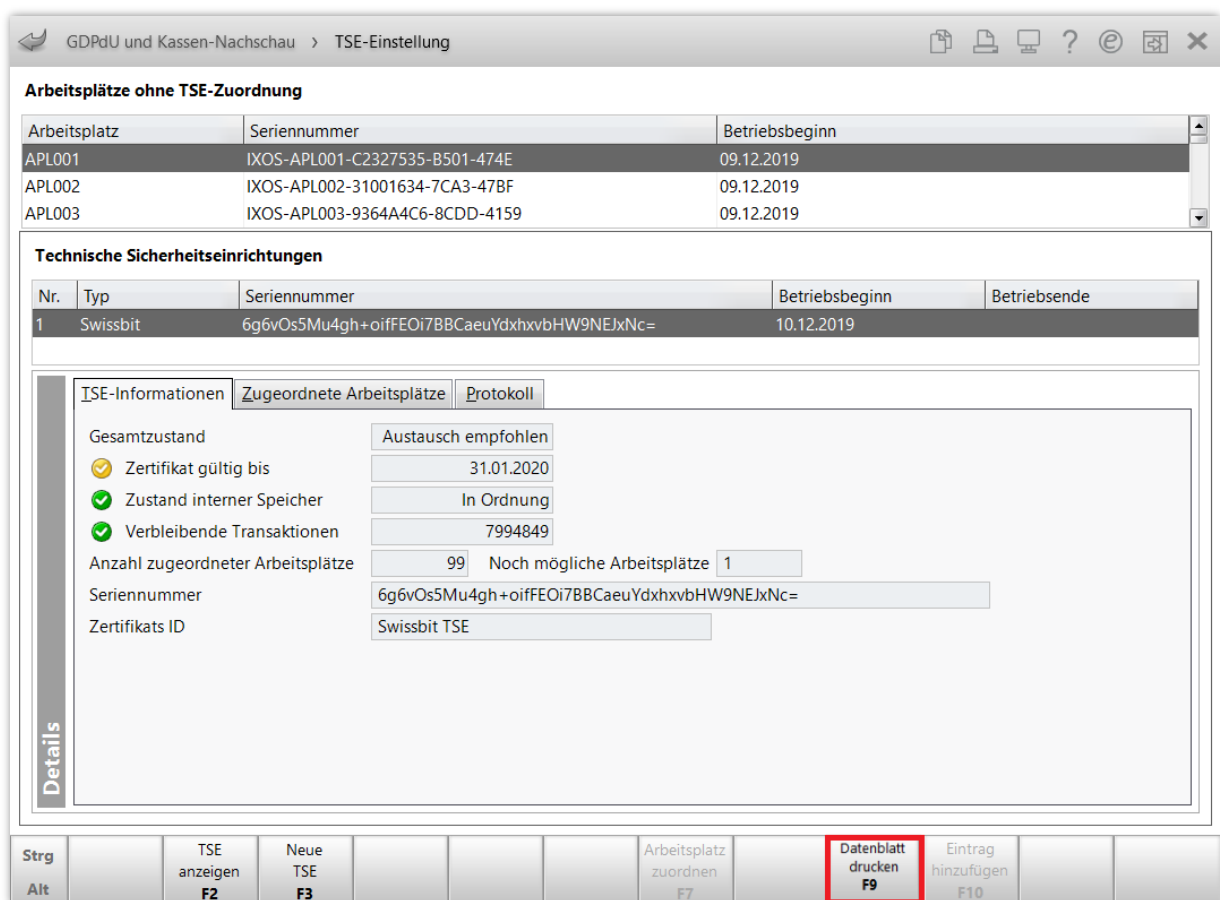 GDPdU und Kassen-Nachschau › TSE-Einstellung
Arbeitsplätze ohne TSE-Zuordnung
Arbeitsplatz Seriennummer Betriebsbeginn
APL001 IXOS-APL001-C2327535-B501-474E 09.12.2019
APL002 IXOS-APL002-31001634-7CA3-47BF 09.12.2019
APL003 IXOS-APL003-9364A4C6-8CDD-4159 09.12.2019
Technische Sicherheitseinrichtungen
Nr. Typ Seriennummer Betriebsbeginn Betriebsende
1 Swissbit 6g6vOs5Mu4gh+oifFEOi7BBCaeuYdxhxvbHW9NEJxNc= 10.12.2019
TSE-Informationen Zugeordnete Arbeitsplätze Protokoll
Gesamtzustand Austausch empfohlen
Zertifikat gültig bis 31.01.2020
Zustand interner Speicher In Ordnung
Verbleibende Transaktionen 7994849
Anzahl zugeordneter Arbeitsplätze 99 Noch mögliche Arbeitsplätze 1
Seriennummer 6g6vOs5Mu4gh+oifFEOi7BBCaeuYdxhxvbHW9NEJxNc=
Zertifikats ID Swissbit TSE
Details
Strg
Alt
TSE
anzeigen
F2
Neue
TSE
F3
Arbeitsplatz
zuordnen
F7
Datenblatt
drucken
F9
Eintrag
hinzufügen
F10